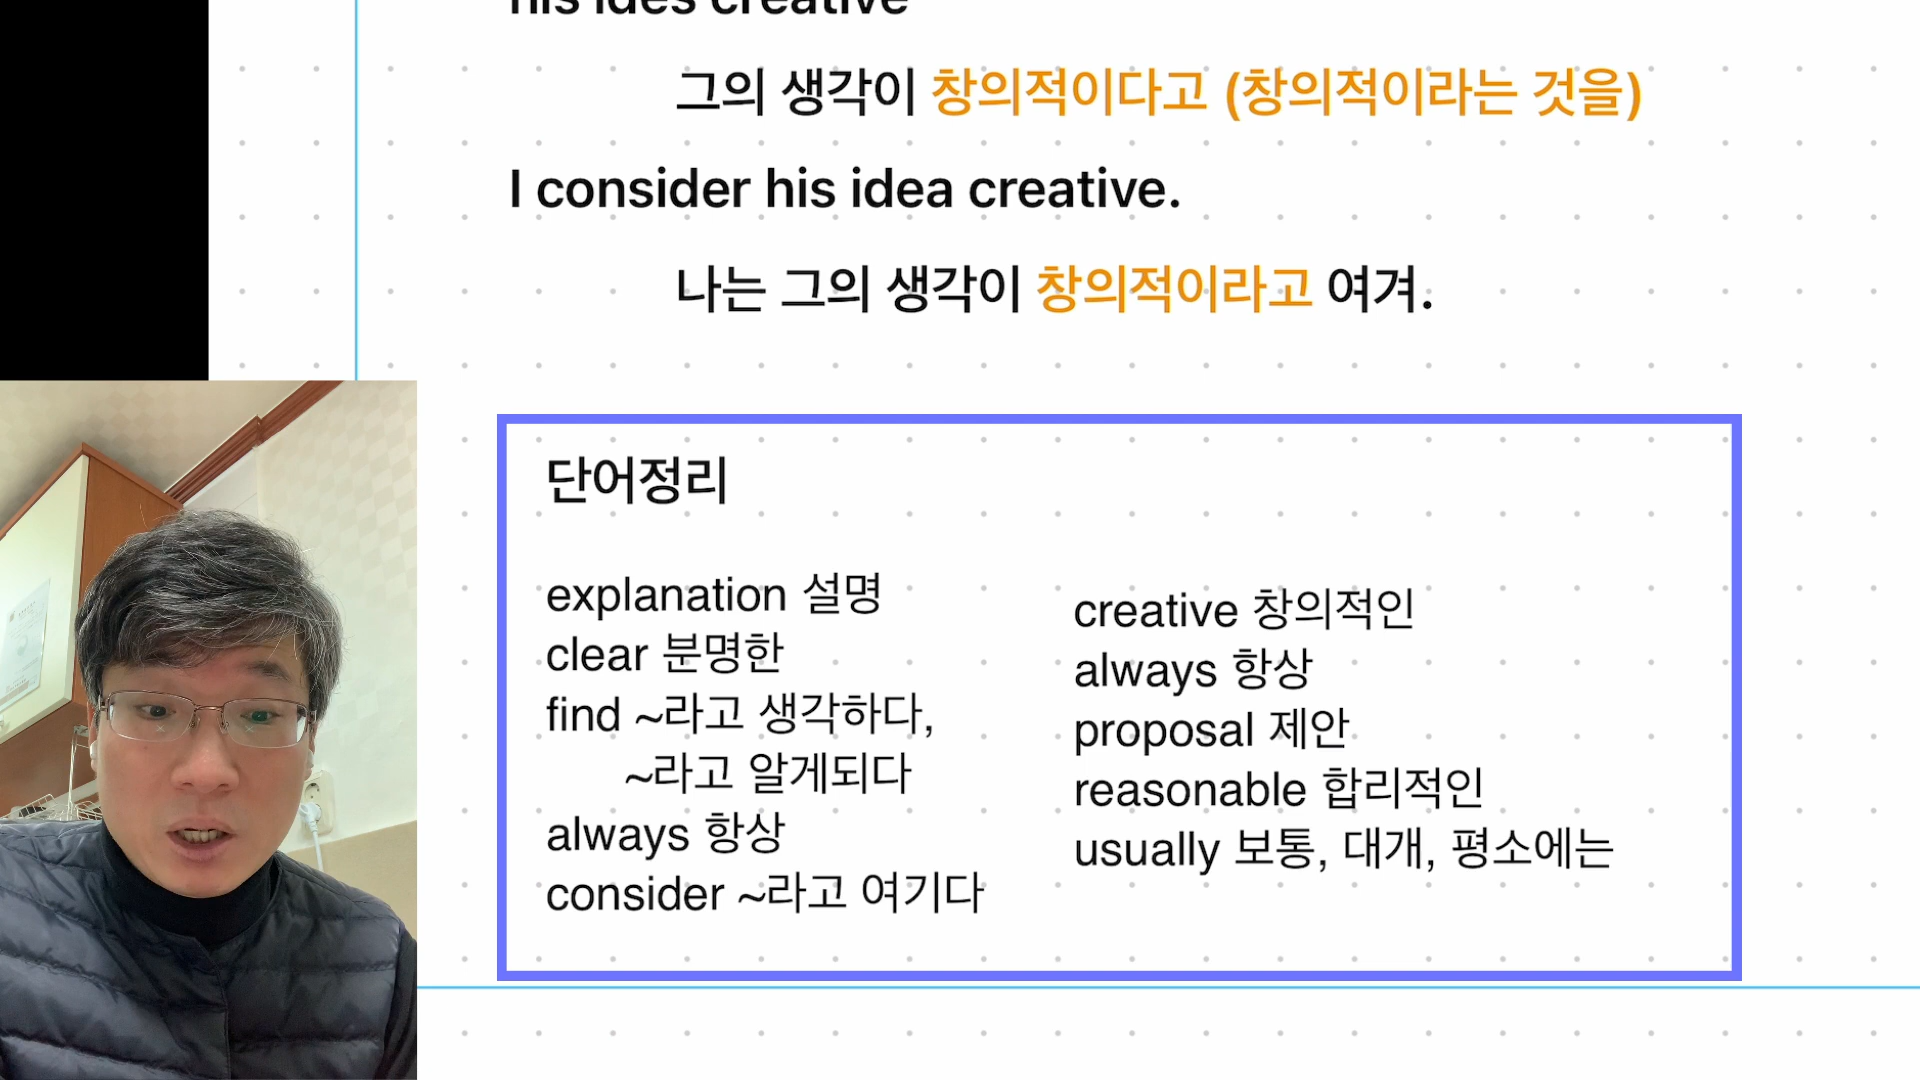 his ides creative
그의 생각이 창의적이다고 (창의적이라는 것을)
I consider his idea creative.
나는 그의 생각이 창의적이라고 여겨.
단어정리
explanation 설명
clear 분명한
find ~라고 생각하다,
~라고 알게되다
always 항상
consider ~라고 여기다
creative 창의적인
always 항상
proposal 제안
reasonable 합리적인
usually 보통, 대개, 평소에는